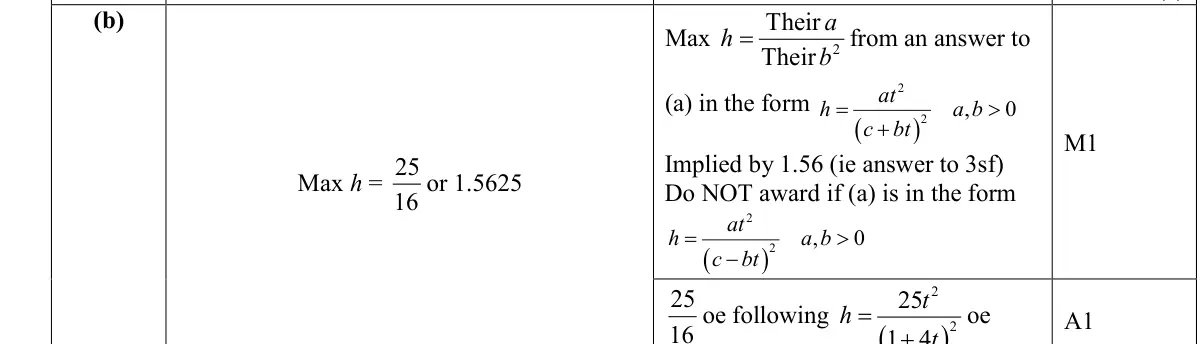 (b)
Max h = 25/16 or 1.5625
Max h = Their a / Their b² from an answer to
(a) in the form h = at² / (c + bt)² a, b > 0
Implied by 1.56 (ie answer to 3sf)
Do NOT award if (a) is in the form
h = at² / (c − bt)² a, b > 0
M1
25/16 oe following h = 25t² / (1 + 4t)² oe
A1